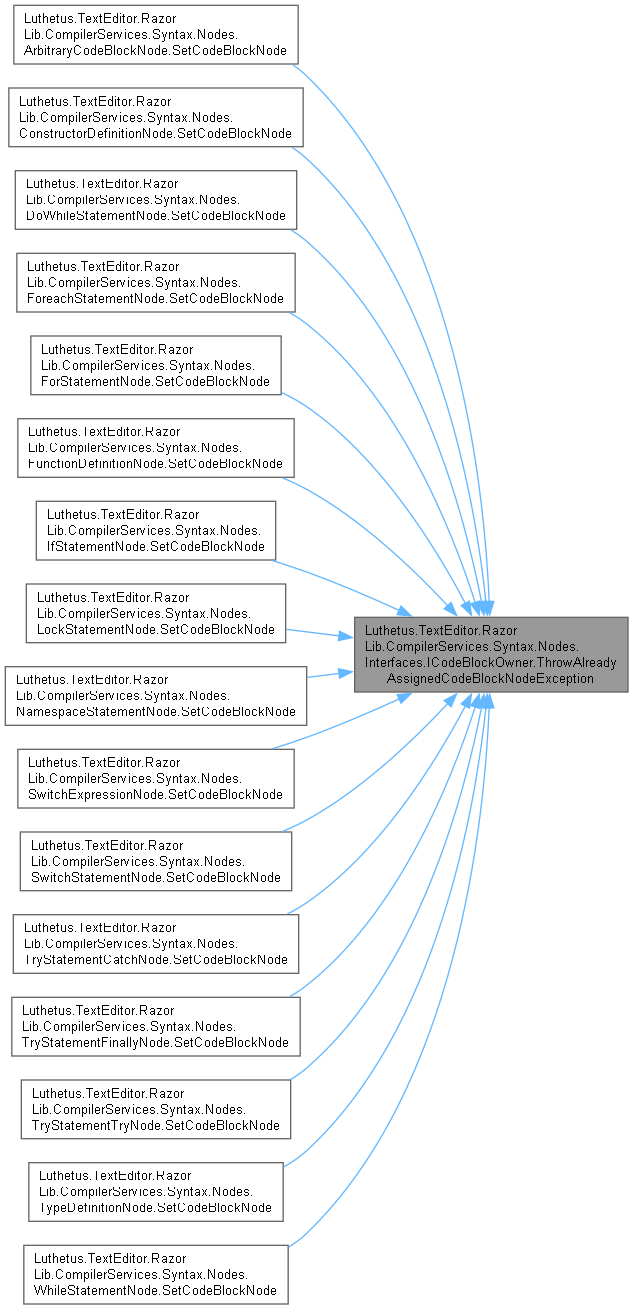 Luthetus.TextEditor.Razor
Lib.CompilerServices.Syntax.Nodes.
ArbitraryCodeBlockNode.SetCodeBlockNode
Luthetus.TextEditor.Razor
Lib.CompilerServices.Syntax.Nodes.
ConstructorDefinitionNode.SetCodeBlockNode
Luthetus.TextEditor.Razor
Lib.CompilerServices.Syntax.Nodes.
DoWhileStatementNode.SetCodeBlockNode
Luthetus.TextEditor.Razor
Lib.CompilerServices.Syntax.Nodes.
ForeachStatementNode.SetCodeBlockNode
Luthetus.TextEditor.Razor
Lib.CompilerServices.Syntax.Nodes.
ForStatementNode.SetCodeBlockNode
Luthetus.TextEditor.Razor
Lib.CompilerServices.Syntax.Nodes.
FunctionDefinitionNode.SetCodeBlockNode
Luthetus.TextEditor.Razor
Lib.CompilerServices.Syntax.Nodes.
IfStatementNode.SetCodeBlockNode
Luthetus.TextEditor.Razor
Lib.CompilerServices.Syntax.Nodes.
LockStatementNode.SetCodeBlockNode
Luthetus.TextEditor.Razor
Lib.CompilerServices.Syntax.Nodes.
Interfaces.ICodeBlockOwner.ThrowAlready
AssignedCodeBlockNodeException
Luthetus.TextEditor.Razor
Lib.CompilerServices.Syntax.Nodes.
NamespaceStatementNode.SetCodeBlockNode
Luthetus.TextEditor.Razor
Lib.CompilerServices.Syntax.Nodes.
SwitchExpressionNode.SetCodeBlockNode
Luthetus.TextEditor.Razor
Lib.CompilerServices.Syntax.Nodes.
SwitchStatementNode.SetCodeBlockNode
Luthetus.TextEditor.Razor
Lib.CompilerServices.Syntax.Nodes.
TryStatementCatchNode.SetCodeBlockNode
Luthetus.TextEditor.Razor
Lib.CompilerServices.Syntax.Nodes.
TryStatementFinallyNode.SetCodeBlockNode
Luthetus.TextEditor.Razor
Lib.CompilerServices.Syntax.Nodes.
TryStatementTryNode.SetCodeBlockNode
Luthetus.TextEditor.Razor
Lib.CompilerServices.Syntax.Nodes.
TypeDefinitionNode.SetCodeBlockNode
Luthetus.TextEditor.Razor
Lib.CompilerServices.Syntax.Nodes.
WhileStatementNode.SetCodeBlockNode